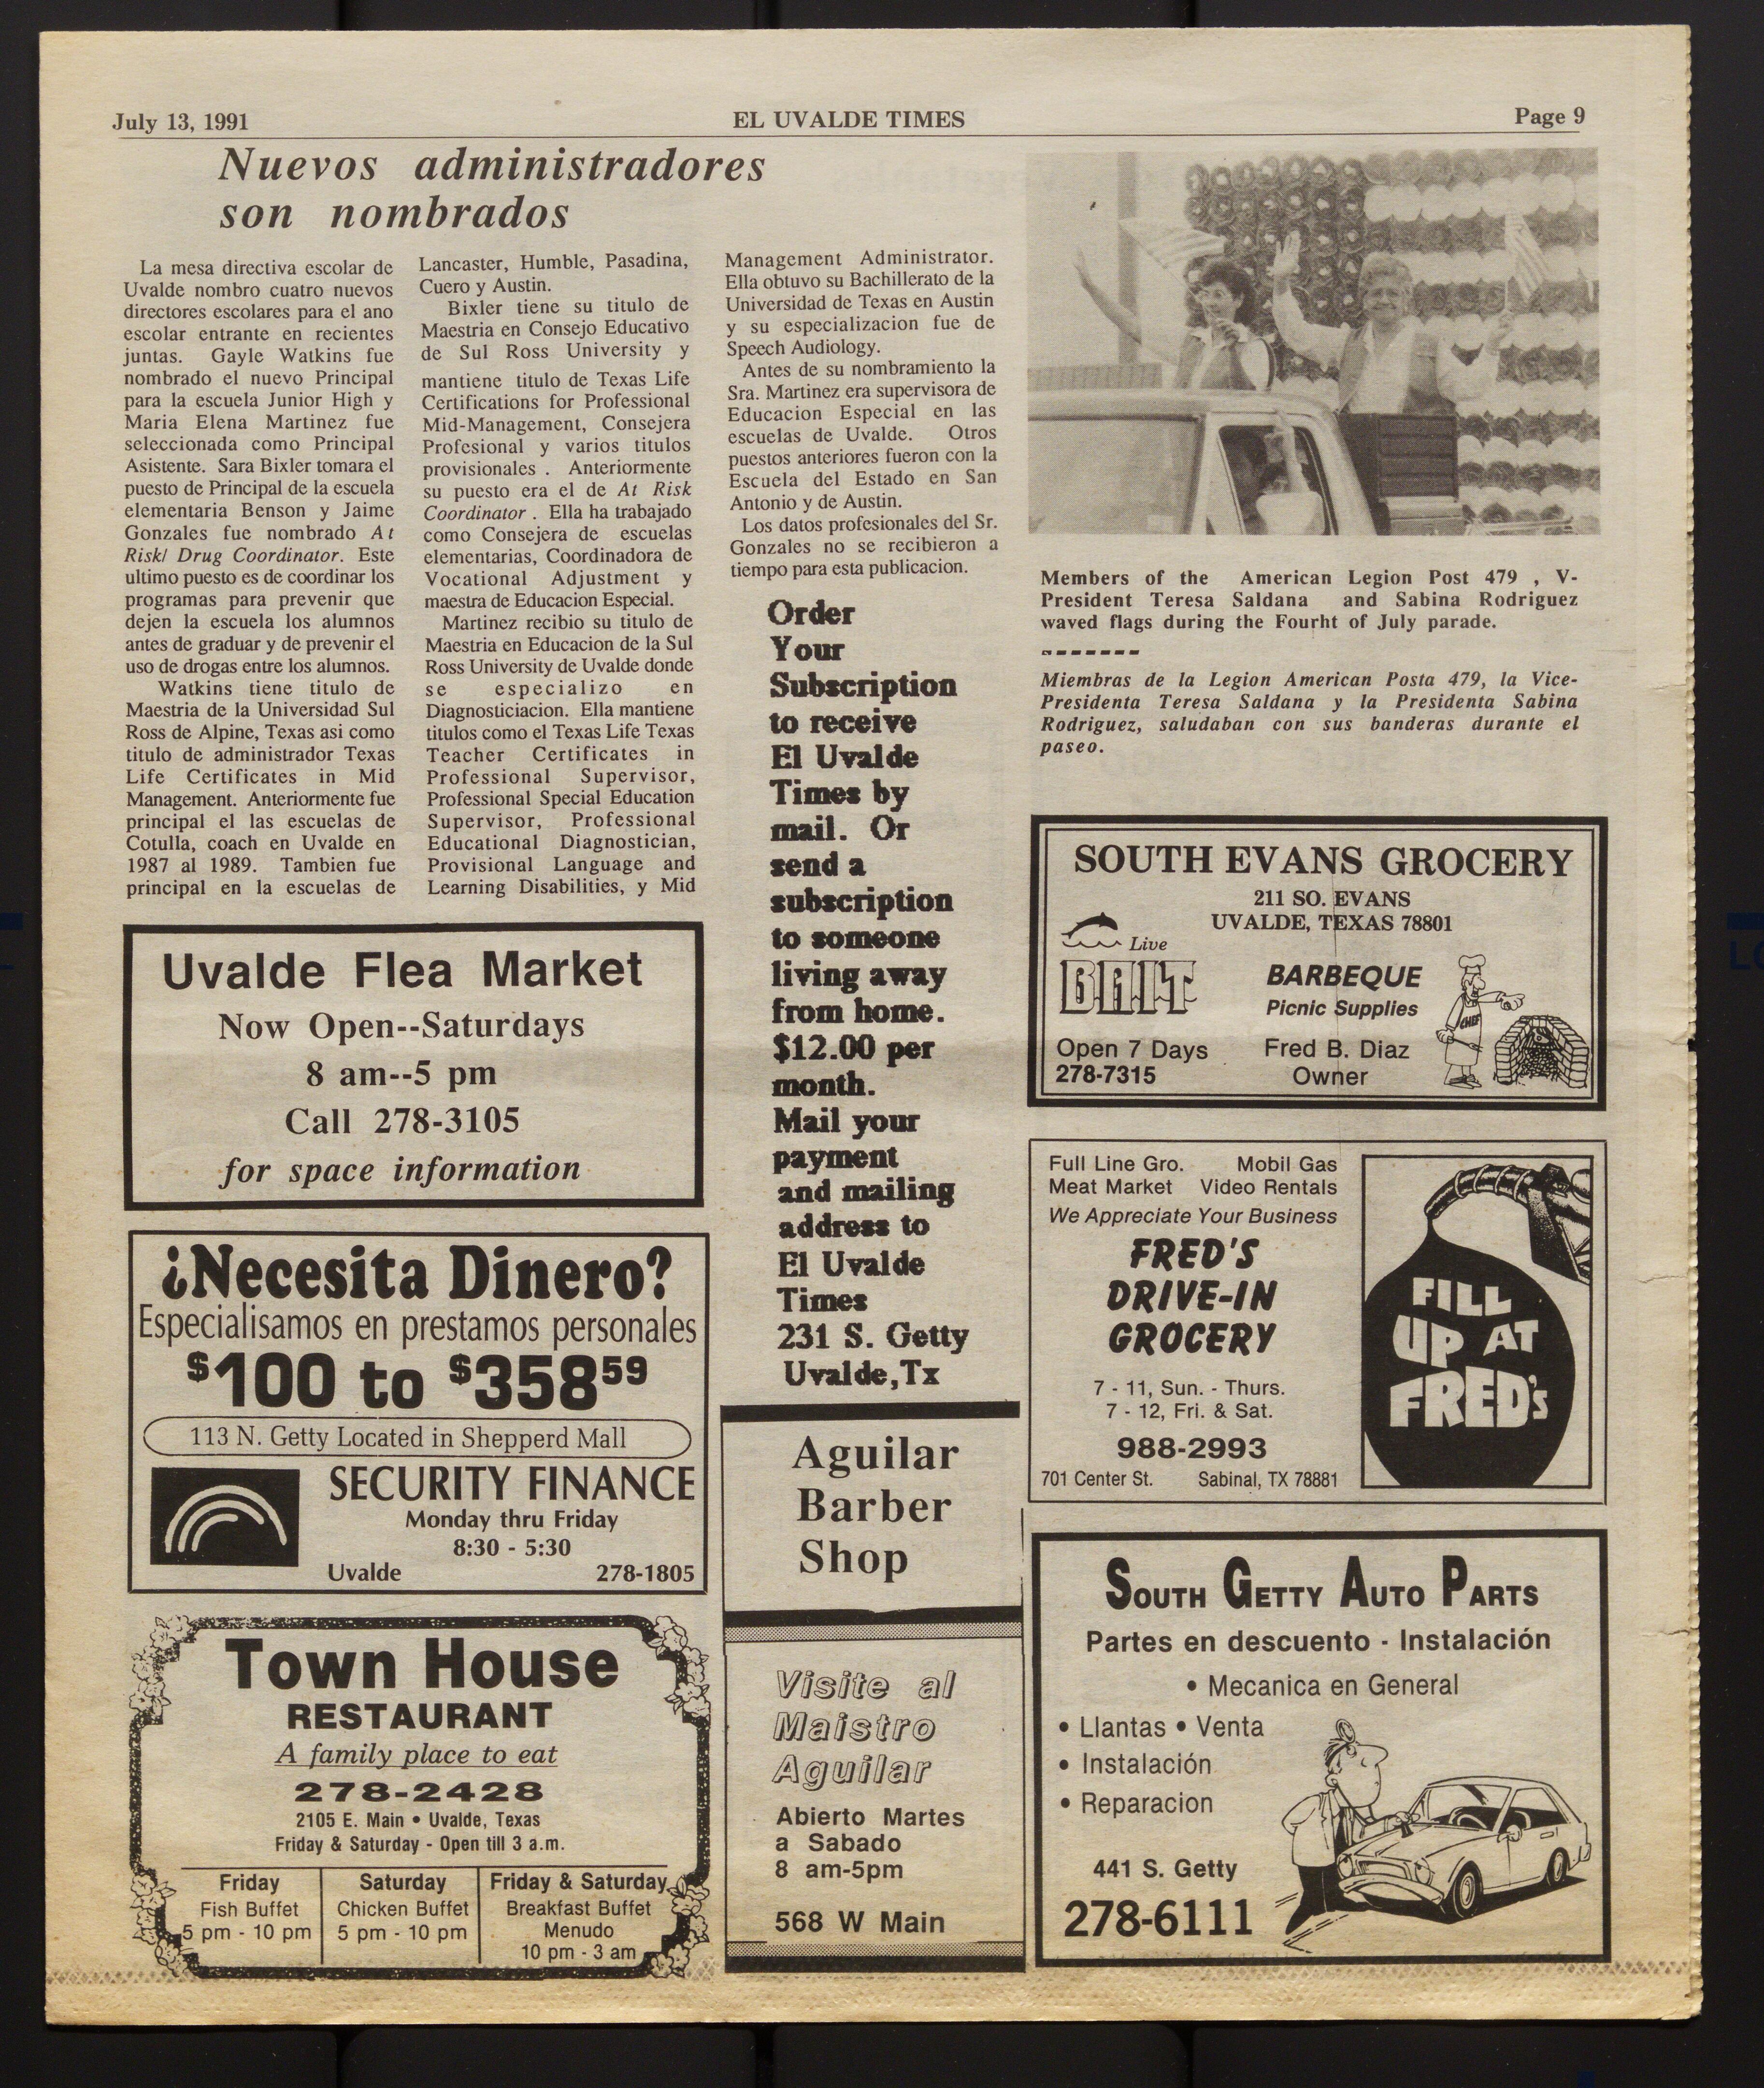 July 13, 1991
EL UVALDE TIMES
Page 9
Nuevos administradores
son nombrados
La mesa directiva escolar de
Uvalde nombro cuatro nuevos
directores escolares para el ano
escolar entrante en recientes
juntas. Gayle Watkins fue
nombrado el nuevo Principal
para la escuela Junior High y
Maria Elena Martinez fue
seleccionada como Principal
Asistente. Sara Bixler tomara el
puesto de Principal de la escuela
elementaria Benson y Jaime
Gonzales fue nombrado At
Risk/ Drug Coordinator. Este
ultimo puesto es de coordinar los
programas para prevenir que
dejen la escuela los alumnos
antes de graduar y de prevenir el
uso de drogas entre los alumnos.
Watkins tiene titulo de
Maestria de la Universidad Sul
Ross de Alpine, Texas asi como
titulo de administrador Texas
Life Certificates in Mid
Management. Anteriormente fue
principal el las escuelas de
Cotulla, coach en Uvalde en
1987 al 1989. Tambien fue
principal en la escuelas de
Lancaster, Humble, Pasadina,
Cuero y Austin.
Bixler tiene su titulo de
Maestria en Consejo Educativo
de Sul Ross University y
mantiene titulo de Texas Life
Certifications for Professional
Mid-Management, Consejera
Profesional y varios titulos
provisionales . Anteriormente
su puesto era el de At Risk
Coordinator . Ella ha trabajado
como Consejera de escuelas
elementarias, Coordinadora de
Vocational Adjustment y
maestra de Educacion Especial.
Martinez recibio su titulo de
Maestria en Educacion de la Sul
Ross University de Uvalde donde
se especializo en
Diagnosticiacion. Ella mantiene
titulos como el Texas Life Texas
Teacher Certificates in
Professional Supervisor,
Professional Special Education
Supervisor, Professional
Educational Diagnostician,
Provisional Language and
Learning Disabilities, y Mid
Management Administrator.
Ella obtuvo su Bachillerato de la
Universidad de Texas en Austin
y su especializacion fue de
Speech Audiology.
Antes de su nombramiento la
Sra. Martinez era supervisora de
Educacion Especial en las
escuelas de Uvalde. Otros
puestos anteriores fueron con la
Escuela del Estado en San
Antonio y de Austin.
Los datos profesionales del Sr.
Gonzales no se recibieron a
tiempo para esta publicacion.
Order
Your
Subscription
to receive
El Uvalde
Times by
mail. Or
send a
subscription
to someone
living away
from home.
$12.00 per
month.
Mail your
payment
and mailing
address to
El Uvalde
Times
231 S. Getty
Uvalde,Tx
Members of the American Legion Post 479 , V-
President Teresa Saldana and Sabina Rodriguez
waved flags during the Fourht of July parade.
-------
Miembras de la Legion American Posta 479, la Vice-
Presidenta Teresa Saldana y la Presidenta Sabina
Rodriguez, saludaban con sus banderas durante el
paseo.
Uvalde Flea Market
Now Open--Saturdays
8 am--5 pm
Call 278-3105
for space information
¿Necesita Dinero?
Especialisamos en prestamos personales
$100 to $358 59
113 N. Getty Located in Shepperd Mall
SECURITY FINANCE
Monday thru Friday
8:30 - 5:30
Uvalde 278-1805
Town House
RESTAURANT
A family place to eat
278-2428
2105 E. Main • Uvalde, Texas
Friday & Saturday - Open till 3 a.m.
Friday
Fish Buffet
5 pm - 10 pm
Saturday
Chicken Buffet
5 pm - 10 pm
Friday & Saturday
Breakfast Buffet
Menudo
10 pm - 3 am
Aguilar
Barber
Shop
Visite al
Maistro
Aguilar
Abierto Martes
a Sabado
8 am-5pm
568 W Main
SOUTH EVANS GROCERY
211 SO. EVANS
UVALDE, TEXAS 78801
Live
BAIT
BARBEQUE
Picnic Supplies
CHEF
Open 7 Days
278-7315
Fred B. Diaz
Owner
Full Line Gro. Mobil Gas
Meat Market Video Rentals
We Appreciate Your Business
FRED'S
DRIVE-IN
GROCERY
7 - 11, Sun. - Thurs.
7 - 12, Fri. & Sat.
988-2993
701 Center St. Sabinal, TX 78881
FILL
UP AT
FRED'S
SOUTH GETTY AUTO PARTS
Partes en descuento - Instalación
• Mecanica en General
• Llantas • Venta
• Instalación
• Reparacion
441 S. Getty
278-6111